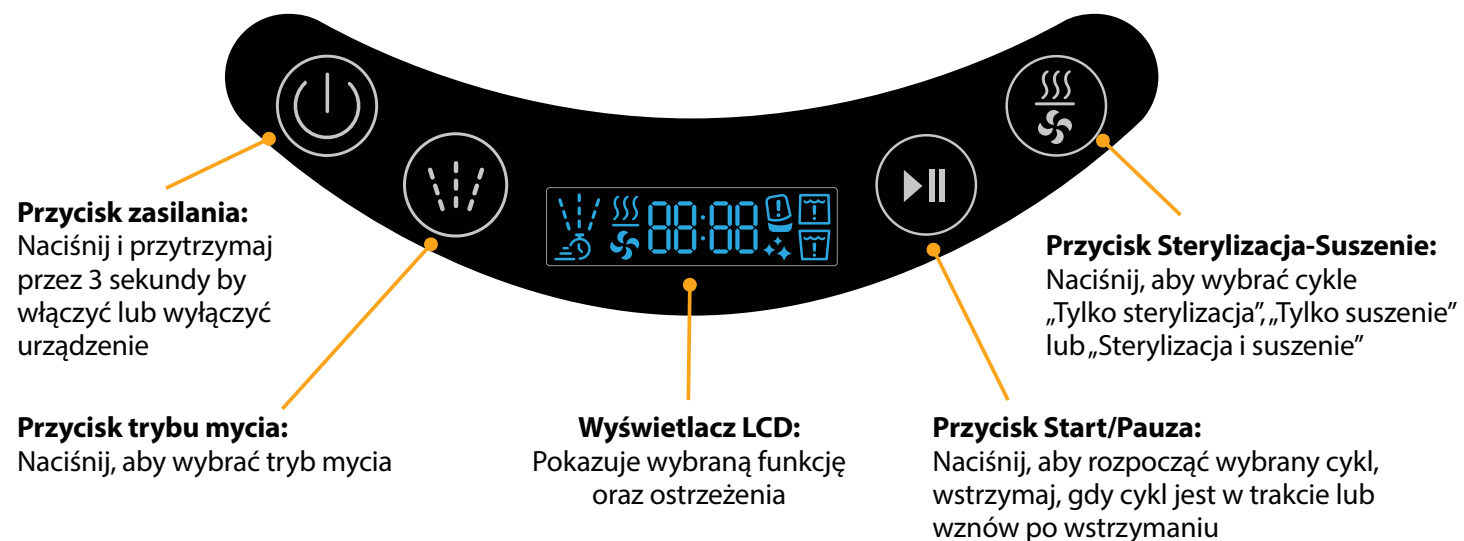 88:88
Przycisk zasilania:
Naciśnij i przytrzymaj
przez 3 sekundy by
włączyć lub wyłączyć
urządzenie
Przycisk trybu mycia:
Naciśnij, aby wybrać tryb mycia
Wyświetlacz LCD:
Pokazuje wybraną funkcję
oraz ostrzeżenia
Przycisk Start/Pauza:
Naciśnij, aby rozpocząć wybrany cykl,
wstrzymaj, gdy cykl jest w trakcie lub
wznów po wstrzymaniu
Przycisk Sterylizacja-Suszenie:
Naciśnij, aby wybrać cykle
„Tylko sterylizacja”, „Tylko suszenie”
lub „Sterylizacja i suszenie”